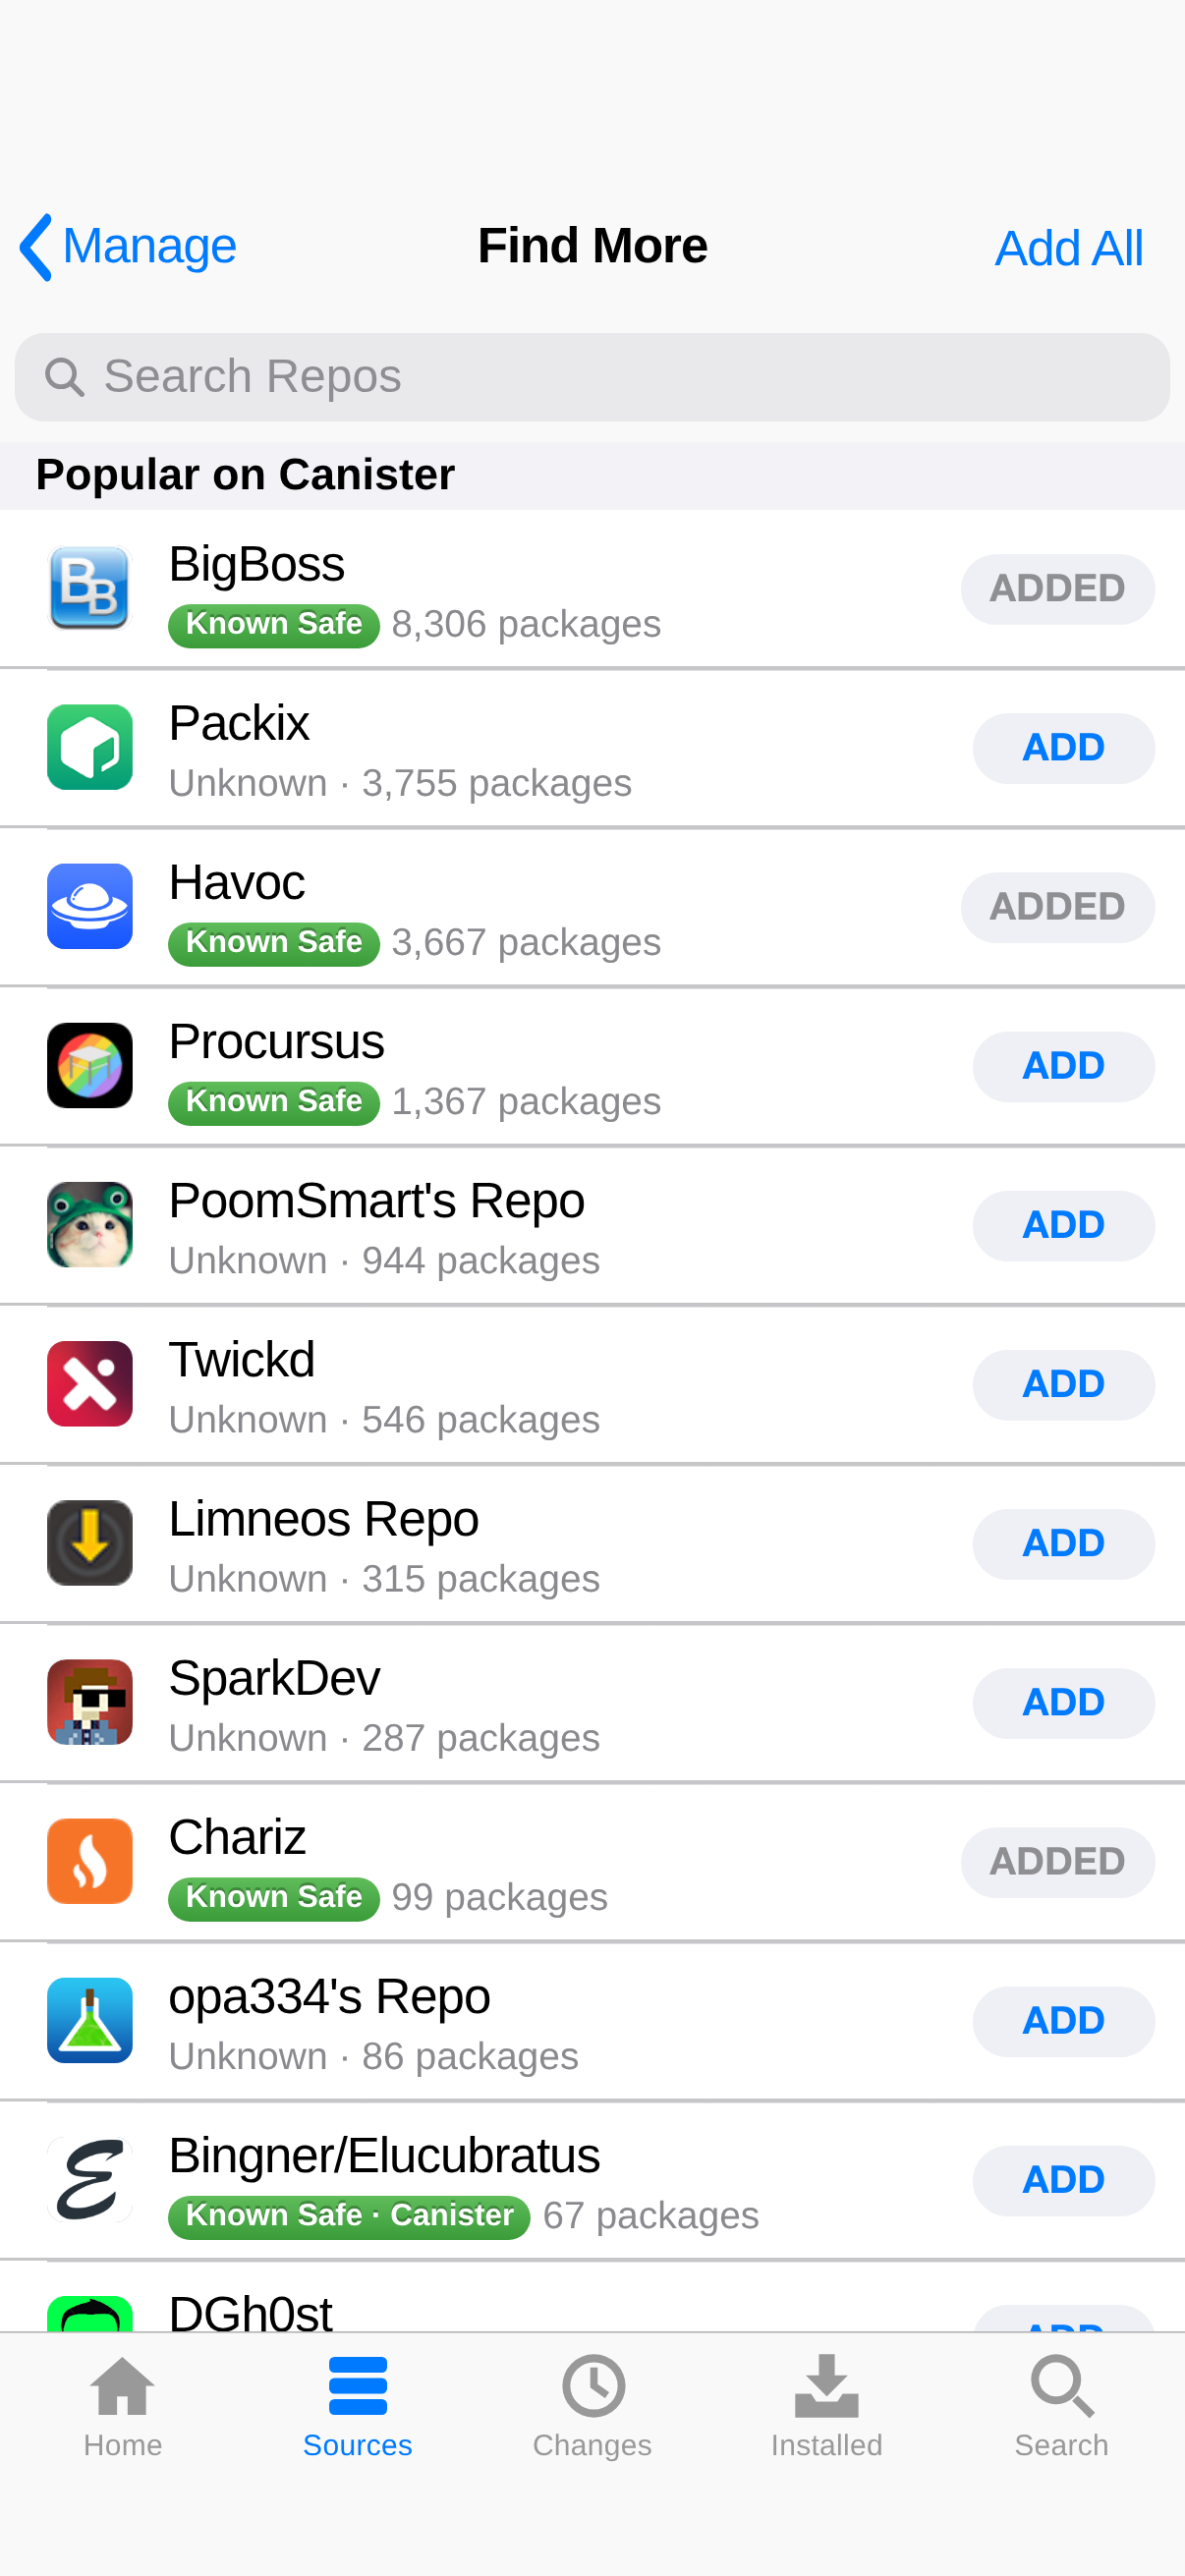 Manage
Find More
Add All
Search Repos
Popular on Canister
BB
BigBoss
Known Safe 8,306 packages
ADDED
Packix
Unknown · 3,755 packages
ADD
Havoc
Known Safe 3,667 packages
ADDED
Procursus
Known Safe 1,367 packages
ADD
PoomSmart's Repo
Unknown · 944 packages
ADD
Twickd
Unknown · 546 packages
ADD
Limneos Repo
Unknown · 315 packages
ADD
SparkDev
Unknown · 287 packages
ADD
Chariz
Known Safe 99 packages
ADDED
opa334's Repo
Unknown · 86 packages
ADD
Bingner/Elucubratus
Known Safe · Canister 67 packages
ADD
DGh0st
ADD
Home
Sources
Changes
Installed
Search